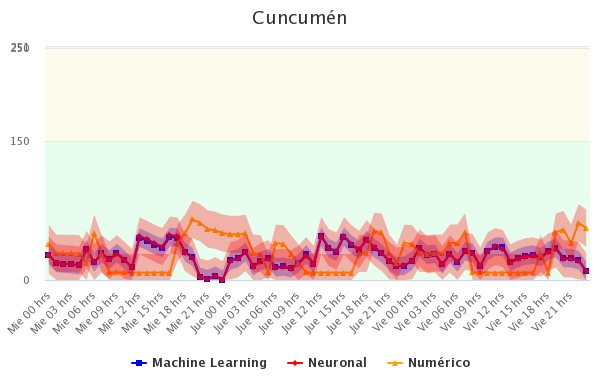 Cuncumén
250
150
0
Mie 00 hrs
Mie 03 hrs
Mie 06 hrs
Mie 09 hrs
Mie 12 hrs
Mie 15 hrs
Mie 18 hrs
Mie 21 hrs
Jue 00 hrs
Jue 03 hrs
Jue 06 hrs
Jue 09 hrs
Jue 12 hrs
Jue 15 hrs
Jue 18 hrs
Jue 21 hrs
Vie 00 hrs
Vie 03 hrs
Vie 06 hrs
Vie 09 hrs
Vie 12 hrs
Vie 15 hrs
Vie 18 hrs
Vie 21 hrs
Machine Learning Neuronal Numérico